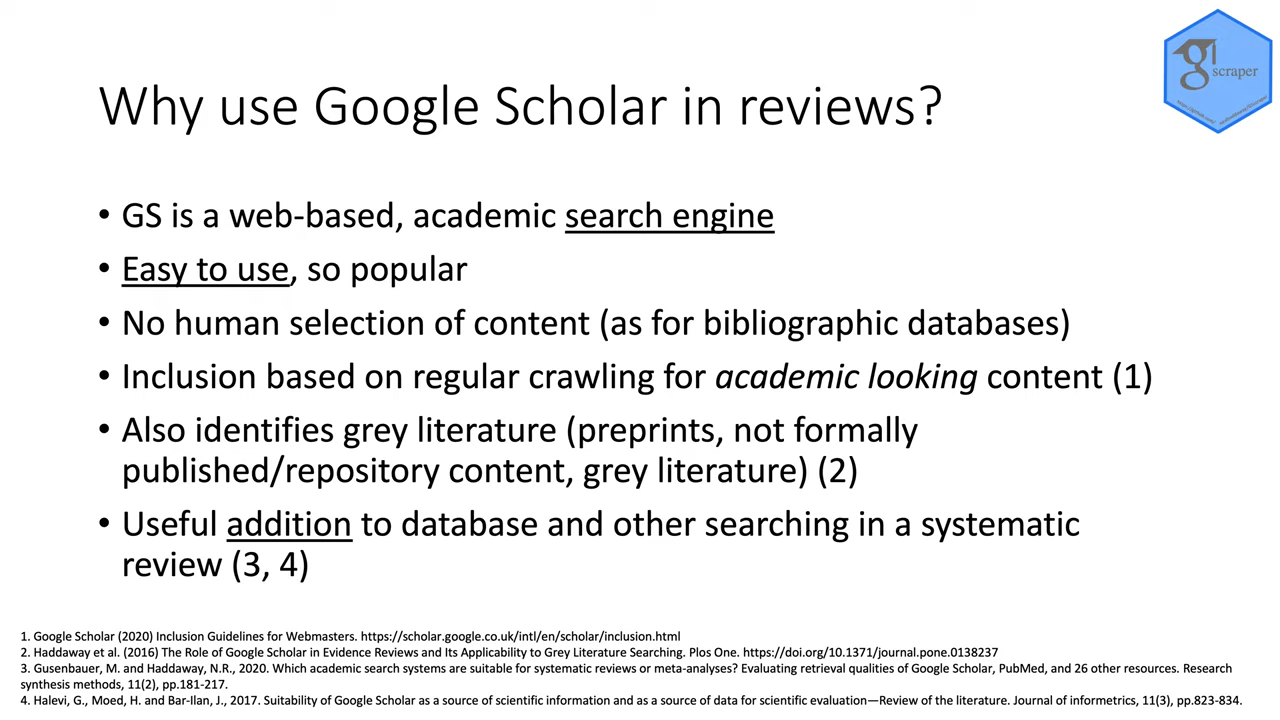 gs
scraper
Why use Google Scholar in reviews?
• GS is a web-based, academic search engine
• Easy to use, so popular
• No human selection of content (as for bibliographic databases)
• Inclusion based on regular crawling for academic looking content (1)
• Also identifies grey literature (preprints, not formally
published/repository content, grey literature) (2)
• Useful addition to database and other searching in a systematic
review (3, 4)
1. Google Scholar (2020) Inclusion Guidelines for Webmasters. https://scholar.google.co.uk/intl/en/scholar/inclusion.html
2. Haddaway et al. (2016) The Role of Google Scholar in Evidence Reviews and Its Applicability to Grey Literature Searching. Plos One. https://doi.org/10.1371/journal.pone.0138237
3. Gusenbauer, M. and Haddaway, N.R., 2020. Which academic search systems are suitable for systematic reviews or meta-analyses? Evaluating retrieval qualities of Google Scholar, PubMed, and 26 other resources. Research
synthesis methods, 11(2), pp.181-217.
4. Halevi, G., Moed, H. and Bar-Ilan, J., 2017. Suitability of Google Scholar as a source of scientific information and as a source of data for scientific evaluation—Review of the literature. Journal of informetrics, 11(3), pp.823-834.